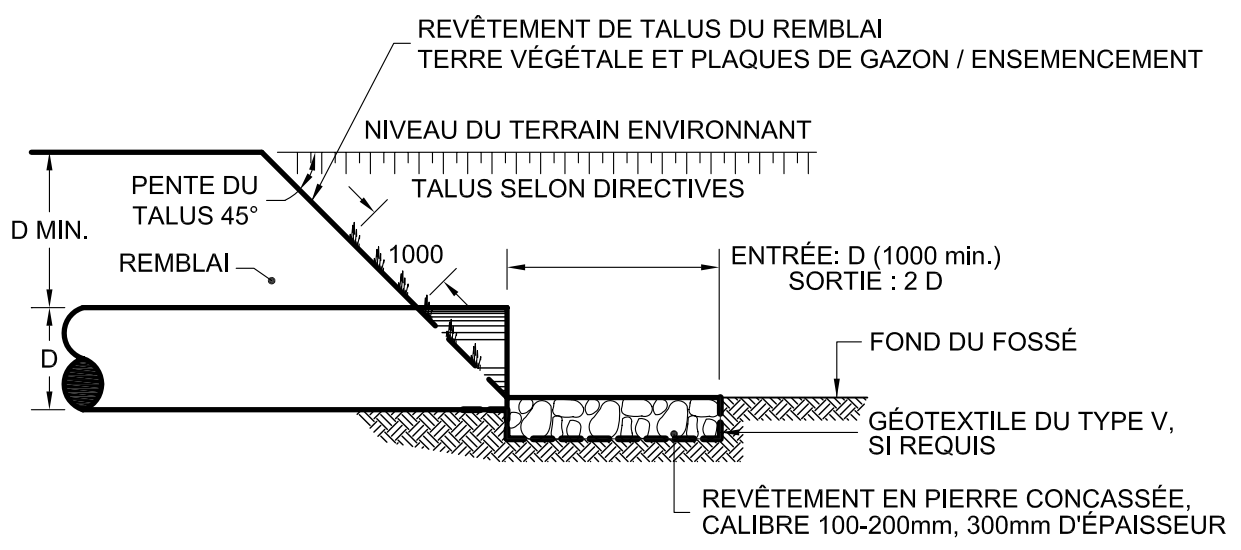 REVÊTEMENT DE TALUS DU REMBLAI
TERRE VÉGÉTALE ET PLAQUES DE GAZON / ENSEMENCEMENT
NIVEAU DU TERRAIN ENVIRONNANT
PENTE DU
TALUS 45°
TALUS SELON DIRECTIVES
D MIN.
REMBLAI
1000
ENTRÉE: D (1000 min.)
SORTIE : 2 D
D
FOND DU FOSSÉ
GÉOTEXTILE DU TYPE V,
SI REQUIS
REVÊTEMENT EN PIERRE CONCASSÉE,
CALIBRE 100-200mm, 300mm D'ÉPAISSEUR